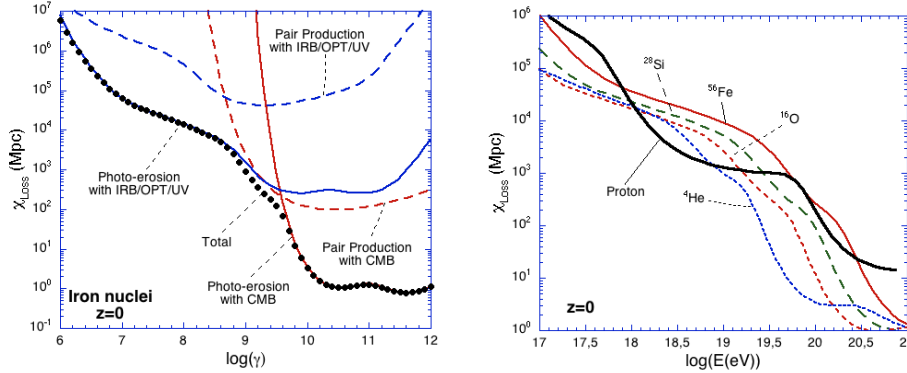 10⁷
10⁶
10⁵
10⁴
10³
10²
10¹
10⁰
10⁻¹
χLOSS (Mpc)
Pair Production
with IRB/OPT/UV
Photo-erosion
with IRB/OPT/UV
Total
Pair Production
with CMB
Photo-erosion
with CMB
Iron nuclei
z=0
6 7 8 9 10 11 12
log(γ)
10⁶
10⁵
10⁴
10³
10²
10¹
10⁰
χLOSS (Mpc)
²⁸Si
⁵⁶Fe
¹⁶O
Proton
⁴He
z=0
17 17,5 18 18,5 19 19,5 20 20,5
log(E(eV))